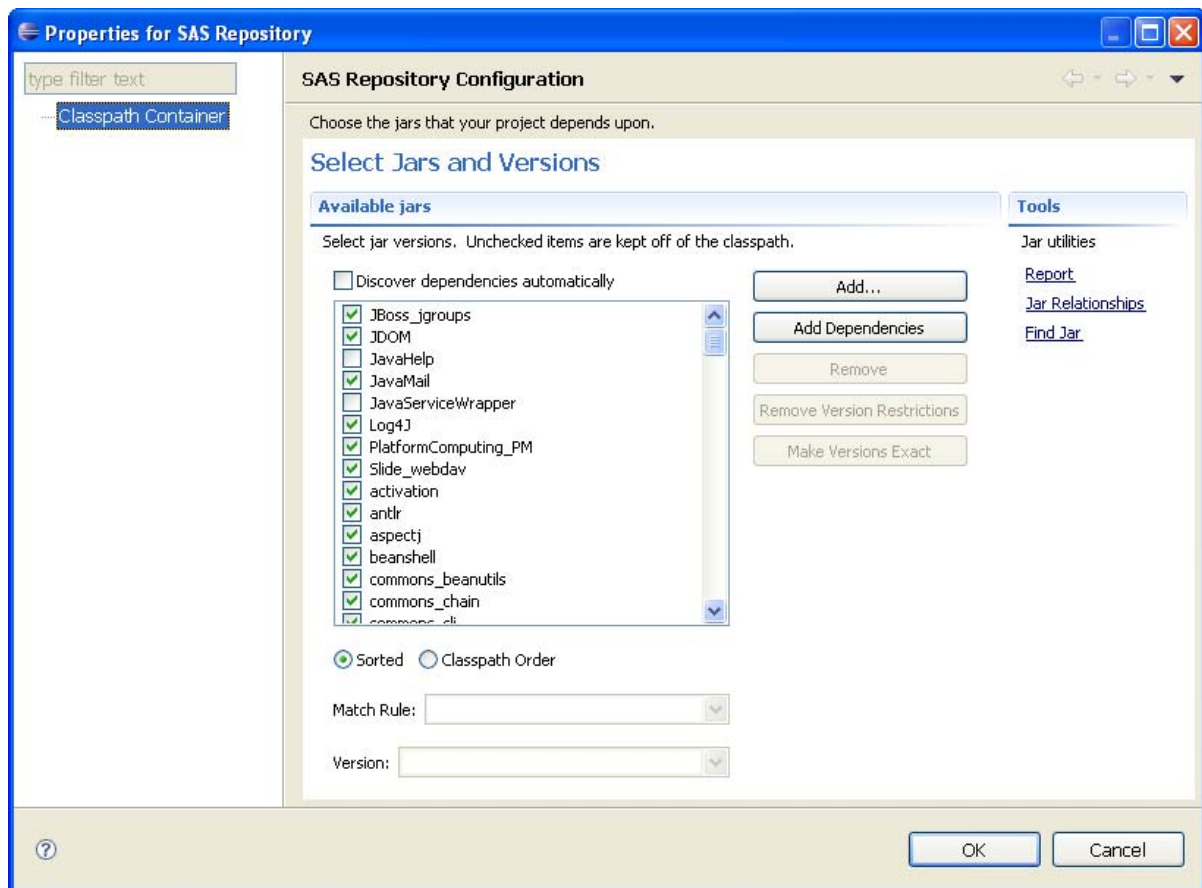 Properties for SAS Repository
type filter text
Classpath Container
SAS Repository Configuration
Choose the jars that your project depends upon.
Select Jars and Versions
Available jars
Select jar versions. Unchecked items are kept off of the classpath.
Discover dependencies automatically
JBoss_jgroups
JDOM
JavaHelp
JavaMail
JavaServiceWrapper
Log4J
PlatformComputing_PM
Slide_webdav
activation
antlr
aspectj
beanshell
commons_beanutils
commons_chain
commons_cli
Add...
Add Dependencies
Remove
Remove Version Restrictions
Make Versions Exact
Sorted
Classpath Order
Match Rule:
Version:
Tools
Jar utilities
Report
Jar Relationships
Find Jar
?
OK
Cancel